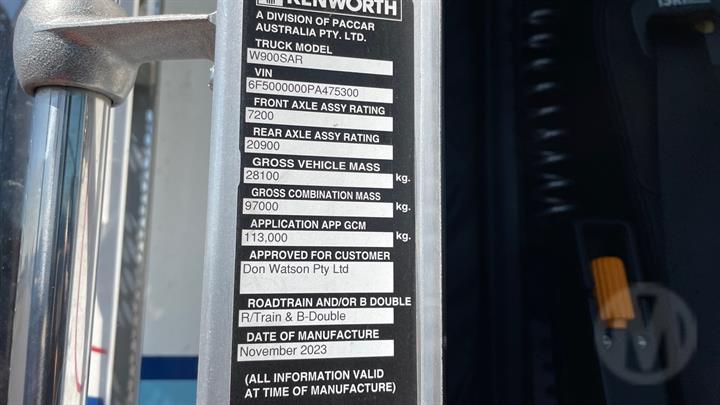 KENWORTH
A DIVISION OF PACCAR
AUSTRALIA PTY. LTD.
TRUCK MODEL
W900SAR
VIN
6F5000000PA475300
FRONT AXLE ASSY RATING
7200
REAR AXLE ASSY RATING
20900
GROSS VEHICLE MASS
28100 kg.
GROSS COMBINATION MASS
97000 kg.
APPLICATION APP GCM
113,000 kg.
APPROVED FOR CUSTOMER
Don Watson Pty Ltd
ROADTRAIN AND/OR B DOUBLE
R/Train & B-Double
DATE OF MANUFACTURE
November 2023
(ALL INFORMATION VALID
AT TIME OF MANUFACTURE)
M